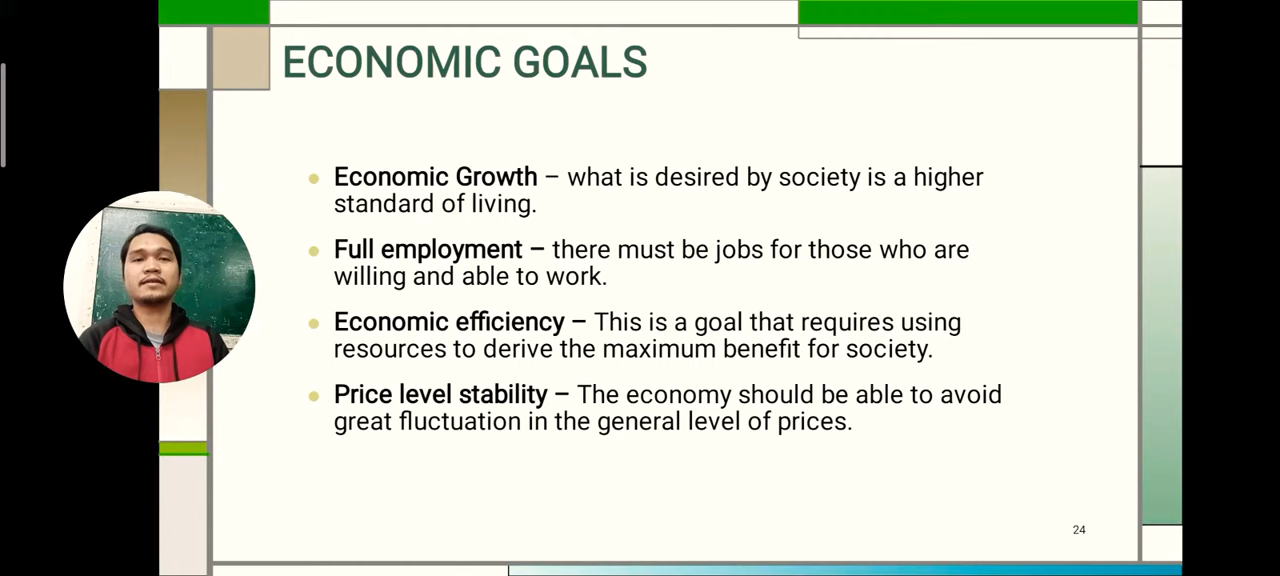 ECONOMIC GOALS
Economic Growth – what is desired by society is a higher
standard of living.
Full employment – there must be jobs for those who are
willing and able to work.
Economic efficiency – This is a goal that requires using
resources to derive the maximum benefit for society.
Price level stability – The economy should be able to avoid
great fluctuation in the general level of prices.
24